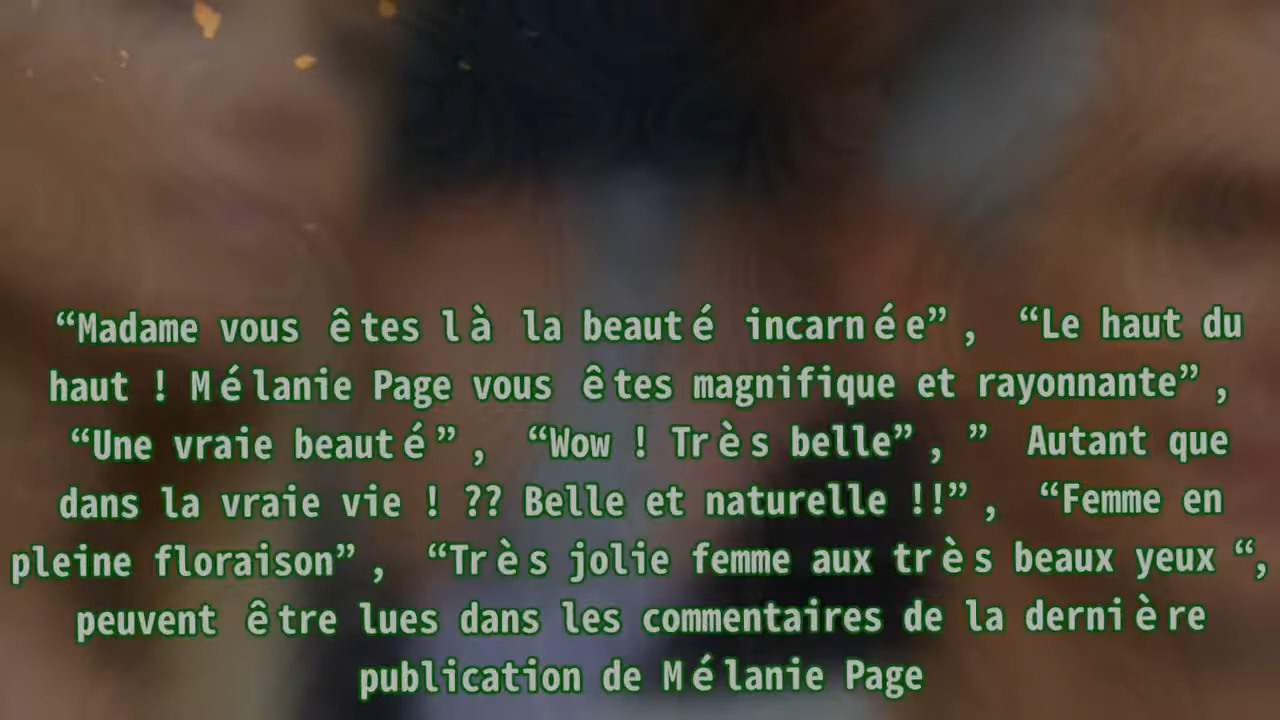 “Madame vous êtes là la beauté incarnée”, “Le haut du
haut ! Mélanie Page vous êtes magnifique et rayonnante”,
“Une vraie beauté”, “Wow ! Très belle”, ” Autant que
dans la vraie vie ! ?? Belle et naturelle !!”, “Femme en
pleine floraison”, “Très jolie femme aux très beaux yeux “,
peuvent être lues dans les commentaires de la dernière
publication de Mélanie Page